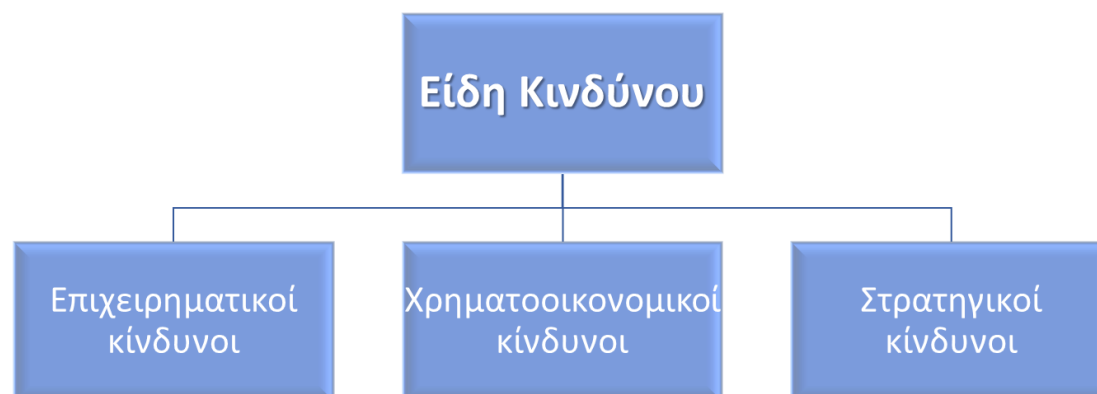 Είδη Κινδύνου
Επιχειρηματικοί
κίνδυνοι
Χρηματοοικονομικοί
κίνδυνοι
Στρατηγικοί
κίνδυνοι